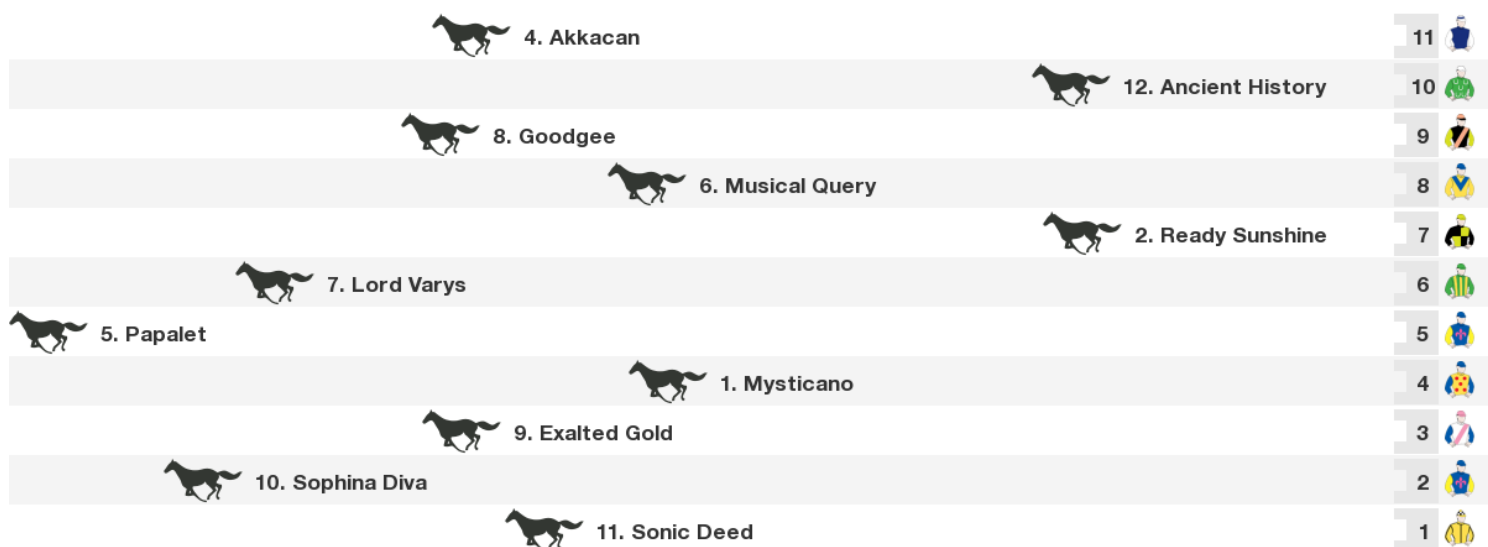 4. Akkacan 11
12. Ancient History 10
8. Goodgee 9
6. Musical Query 8
2. Ready Sunshine 7
7. Lord Varys 6
5. Papalet 5
1. Mysticano 4
9. Exalted Gold 3
10. Sophina Diva 2
11. Sonic Deed 1